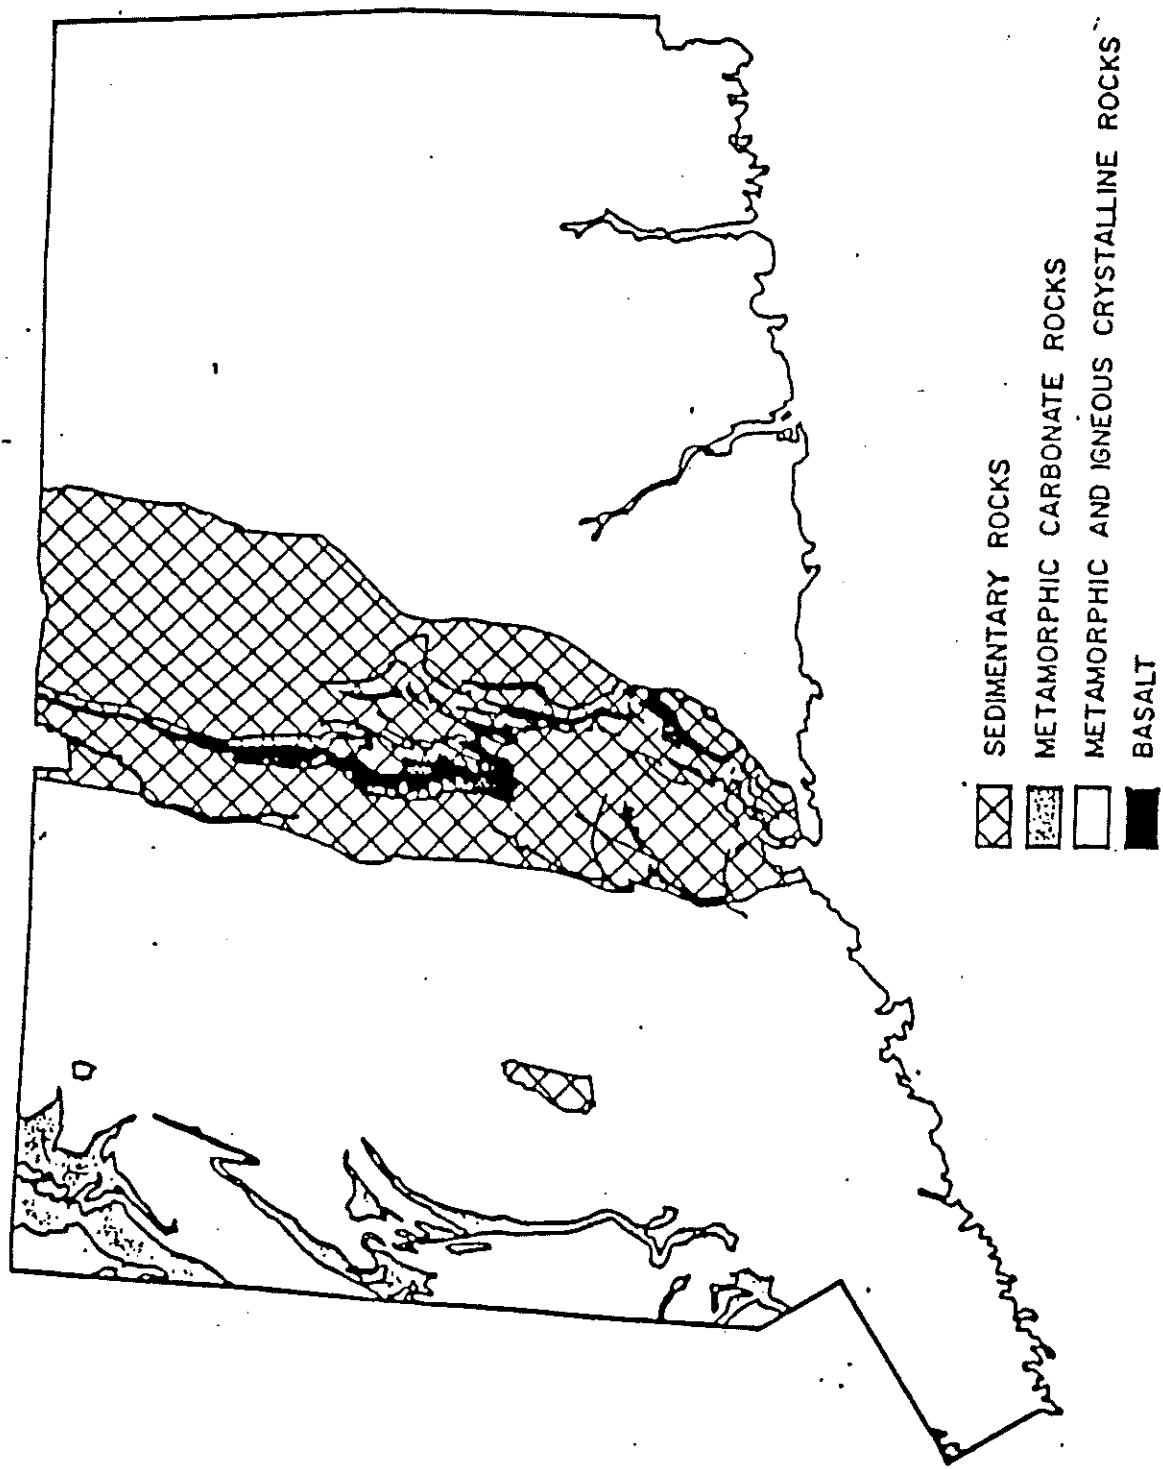 SEDIMENTARY ROCKS
METAMORPHIC CARBONATE ROCKS
METAMORPHIC AND IGNEOUS CRYSTALLINE ROCKS
BASALT